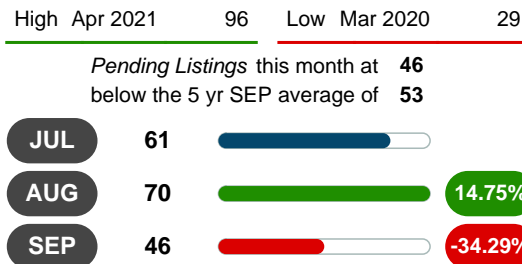 High Apr 2021 96 Low Mar 2020 29
Pending Listings this month at 46
below the 5 yr SEP average of 53
JUL 61
AUG 70 14.75%
SEP 46 -34.29%